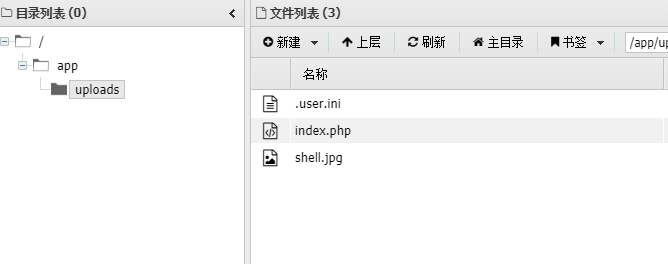 目录列表 (0)
/
app
uploads
文件列表 (3)
新建 上层 刷新 主目录 书签 /app/up
名称
.user.ini
index.php
shell.jpg